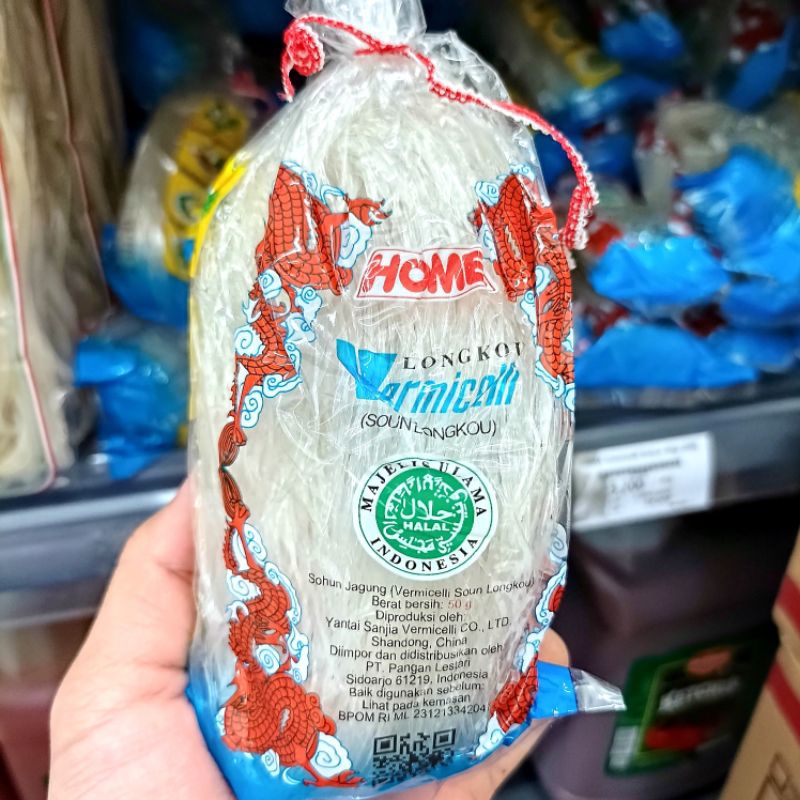 HOME
LONGKOU
Vermicelli
(SOUN LONGKOU)
MAJELIS ULAMA
حلال
HALAL
INDONESIA
Sohun Jagung (Vermicelli Soun Longkou)
Berat bersih: 50 g
Diproduksi oleh:
Yantai Sanjia Vermicelli CO., LTD.
Shandong, China
Diimpor dan didistribusikan oleh:
PT. Pangan Lestari
Sidoarjo 61219, Indonesia
Baik digunakan sebelum:
Lihat pada kemasan
BPOM RI ML 231213342041